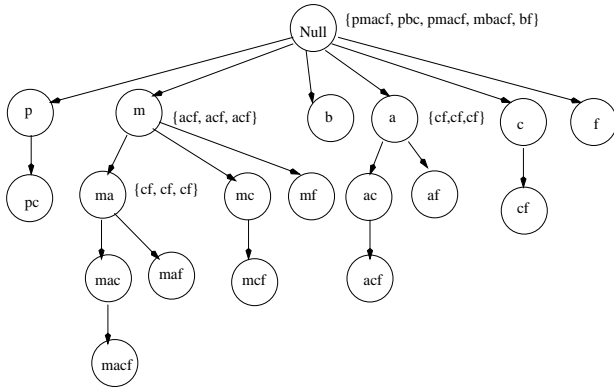 Null {pmacf, pbc, pmacf, mbacf, bf}
p m {acf, acf, acf} b a {cf,cf,cf} c f
pc ma {cf, cf, cf} mc mf ac af cf
mac maf mcf acf
macf